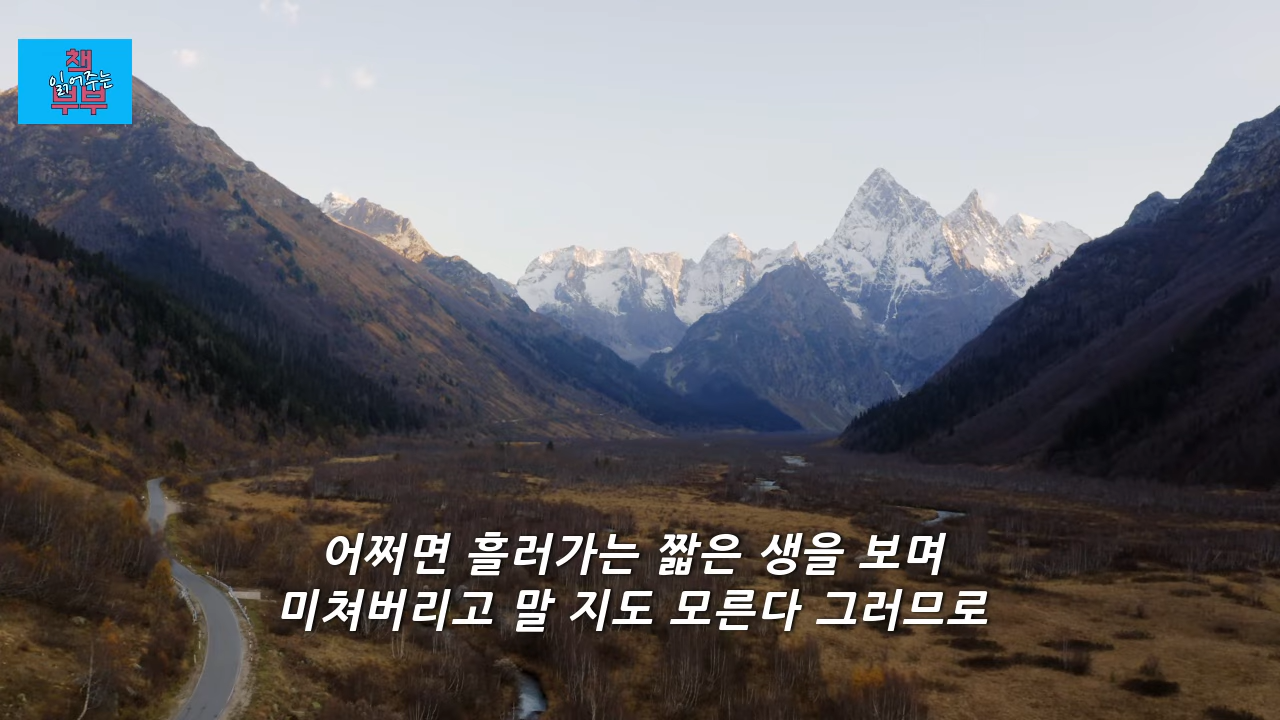 책
읽어주는
부부
어쩌면 흘러가는 짧은 생을 보며
미쳐버리고 말 지도 모른다 그러므로